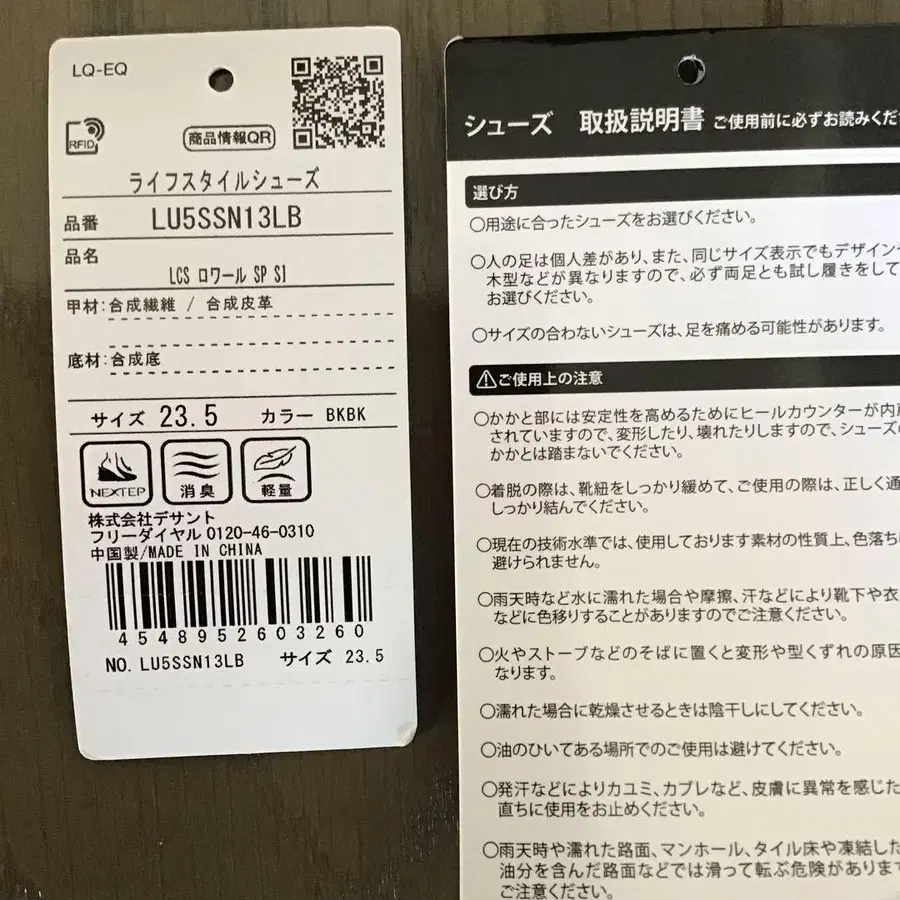 LQ-EQ
RFID
商品情報QR
ライフスタイルシューズ
品番 LU5SSN13LB
品名
LCS ロワール SP SI
甲材:合成繊維 / 合成皮革
底材:合成底
サイズ 23.5 カラー BKBK
NEXTEP 消臭 軽量
株式会社デサント
フリーダイヤル 0120-46-0310
中国製/MADE IN CHINA
4548952603260
NO. LU5SSN13LB サイズ 23.5
シューズ 取扱説明書 ご使用前に必ずお読みくだ
選び方
○用途に合ったシューズをお選びください。
○人の足は個人差があり、また、同じサイズ表示でもデザイン
木型などが異なりますので、必ず両足とも試し履きをして
お選びください。
○サイズの合わないシューズは、足を痛める可能性があります。
⚠ご使用上の注意
○かかと部には安定性を高めるためにヒールカウンターが内
されていますので、変形したり、壊れたりしますので、シューズの
かかとは踏まないでください。
○着脱の際は、靴紐をしっかり緩めて、ご使用の際は、正しく通
しっかり結んでください。
○現在の技術水準では、使用しております素材の性質上、色落ち
避けられません。
○雨天時など水に濡れた場合や摩擦、汗などにより靴下や衣
などに色移りすることがありますのでご注意ください。
○火やストーブなどのそばに置くと変形や型くずれの原因
なります。
○濡れた場合に乾燥させるときは陰干しにしてください。
○油のひいてある場所でのご使用は避けてください。
○発汗などによりカユミ、カブレなど、皮膚に異常を感じた
直ちに使用をお止めください。
○雨天時や濡れた路面、マンホール、タイル床や凍結した
油分を含んだ路面などでは滑って転ぶ危険があります
ご注意ください。